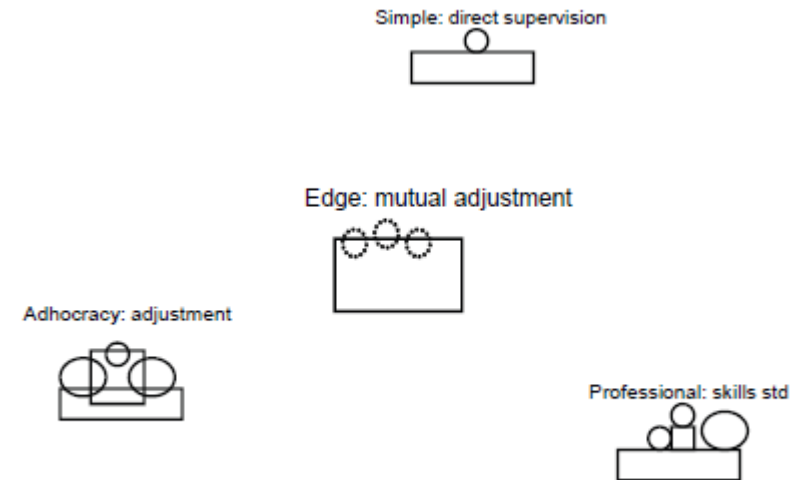 Simple: direct supervision
Edge: mutual adjustment
Adhocracy: adjustment
Professional: skills std